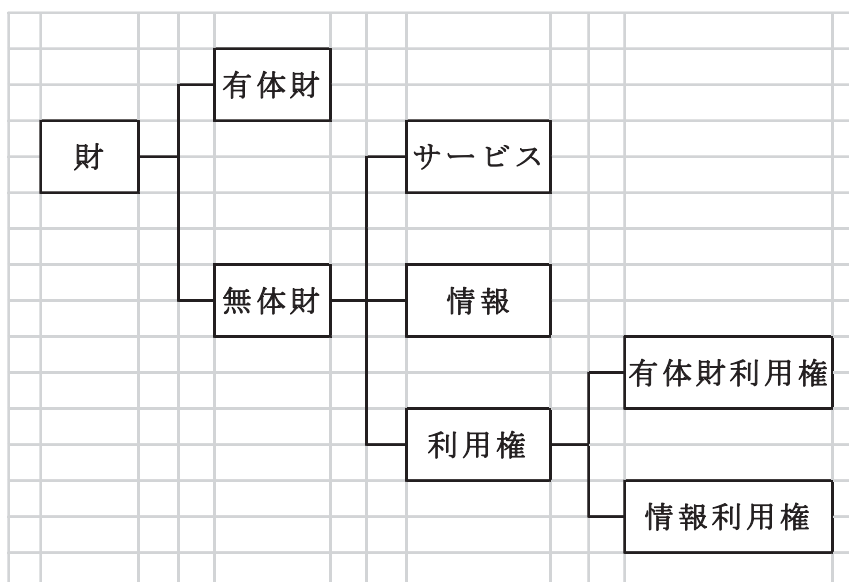 財
有体財
無体財
サービス
情報
利用権
有体財利用権
情報利用権